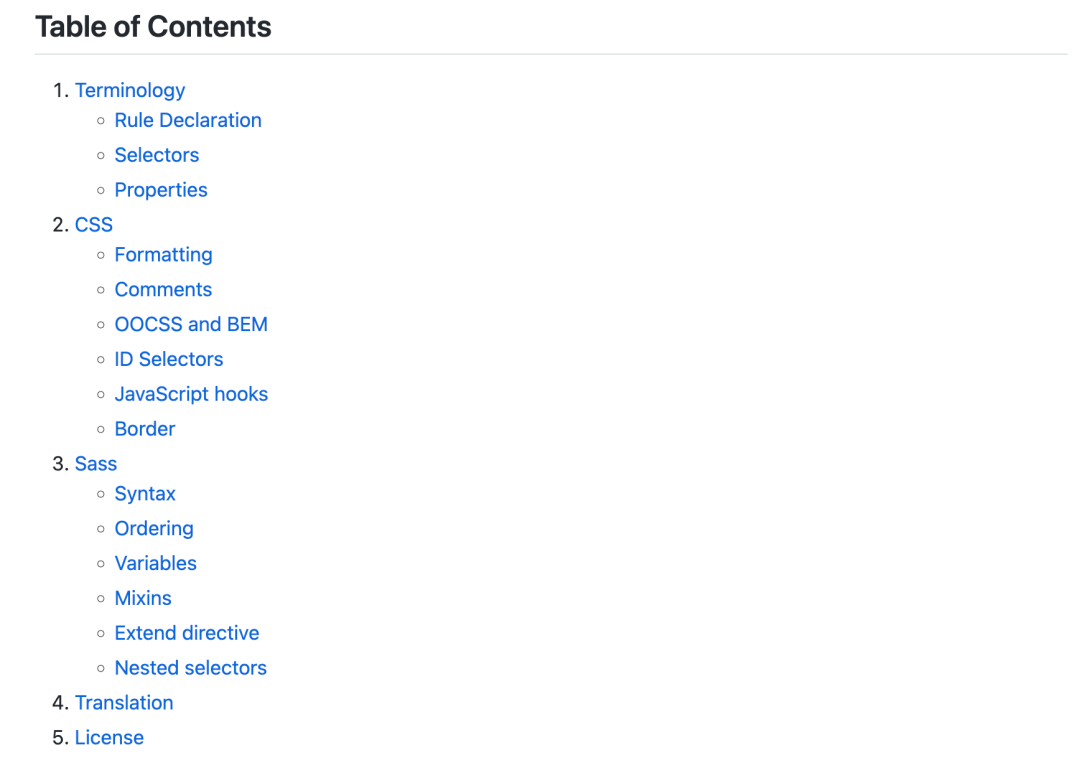 Table of Contents
1. Terminology
◦ Rule Declaration
◦ Selectors
◦ Properties
2. CSS
◦ Formatting
◦ Comments
◦ OOCSS and BEM
◦ ID Selectors
◦ JavaScript hooks
◦ Border
3. Sass
◦ Syntax
◦ Ordering
◦ Variables
◦ Mixins
◦ Extend directive
◦ Nested selectors
4. Translation
5. License